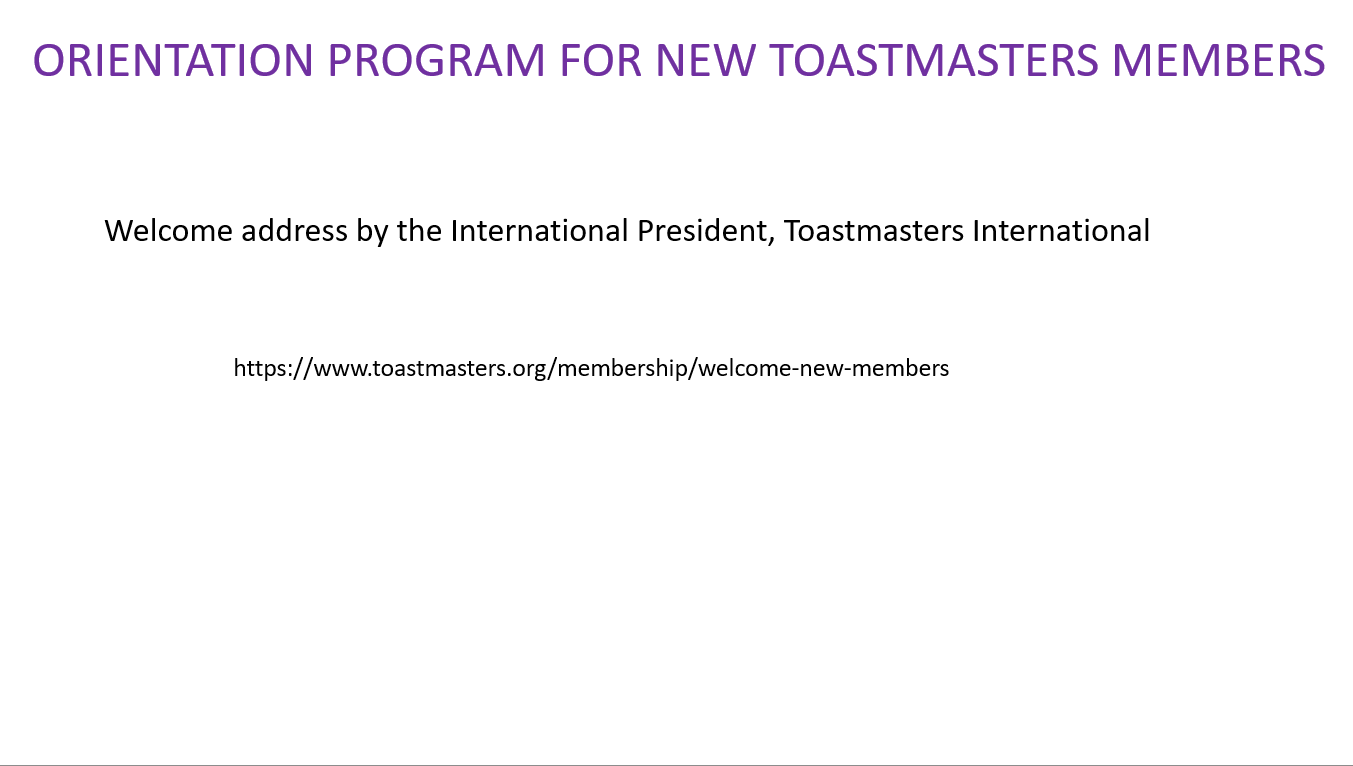 ORIENTATION PROGRAM FOR NEW TOASTMASTERS MEMBERS
Welcome address by the International President, Toastmasters International
https://www.toastmasters.org/membership/welcome-new-members